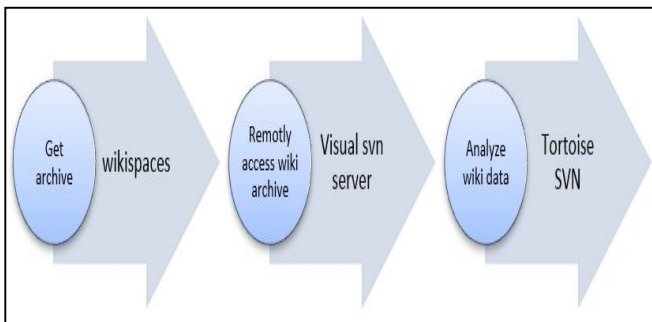 Get
archive
wikispaces
Remotly
access wiki
archive
Visual svn
server
Analyze
wiki data
Tortoise
SVN